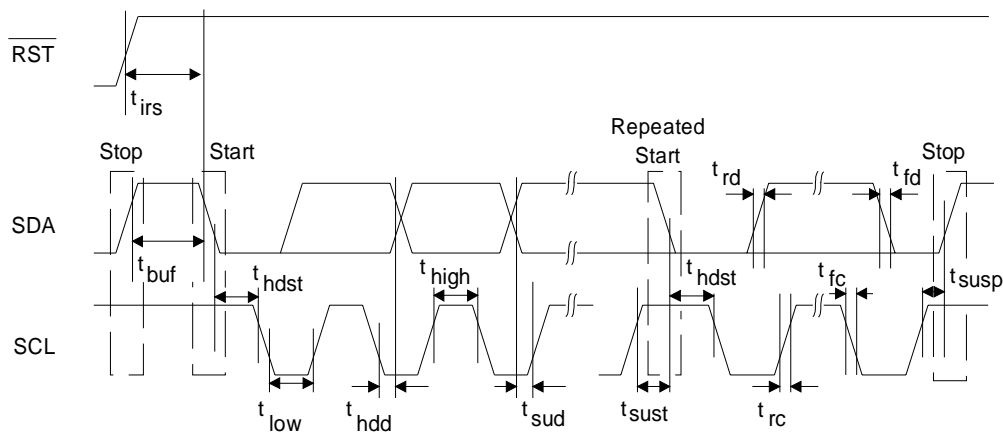 RST
t irs
Repeated
Stop
Start
Start
Stop
t rd
t fd
SDA
t buf
t hdst
t high
t hdst
t fc
t susp
SCL
t low
t hdd
t sud
t sust
t rc